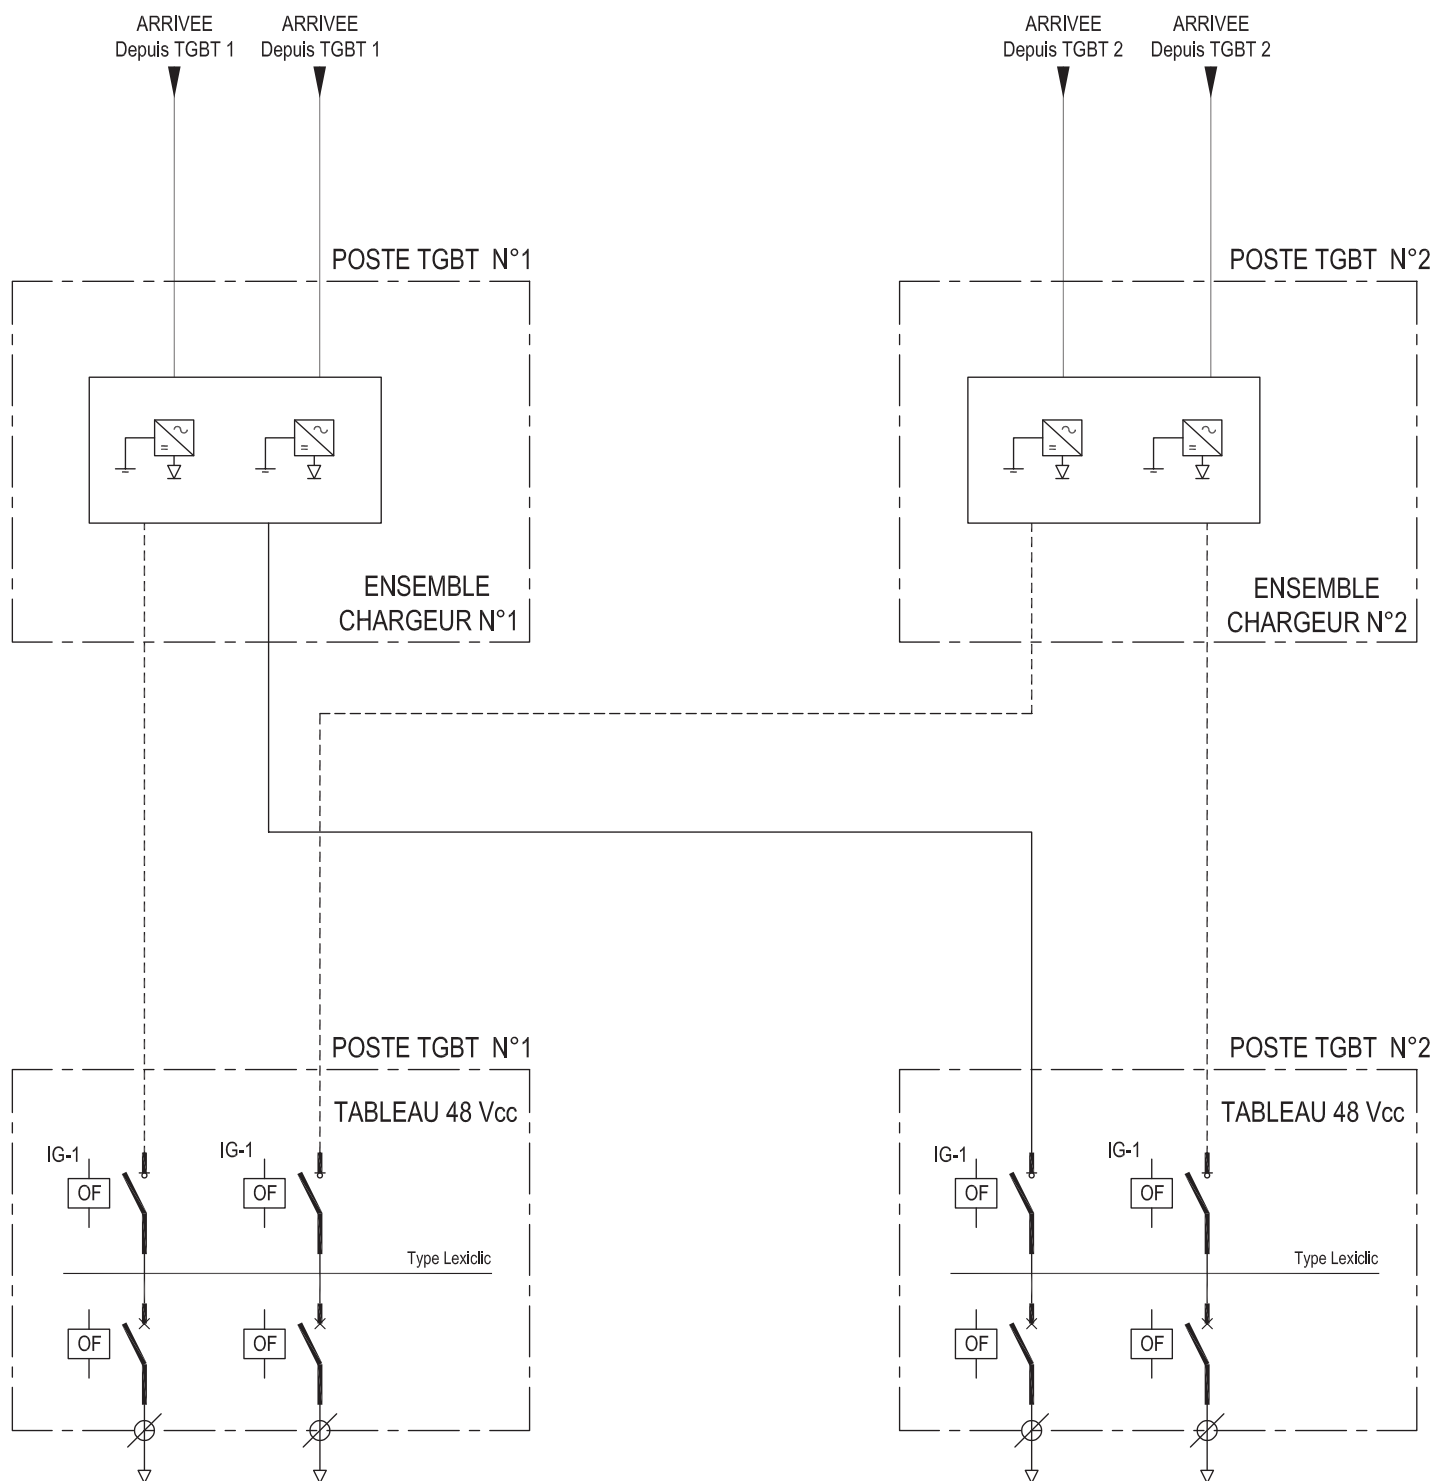 ARRIVEE
Depuis TGBT 1
ARRIVEE
Depuis TGBT 1
ARRIVEE
Depuis TGBT 2
ARRIVEE
Depuis TGBT 2
POSTE TGBT N°1
POSTE TGBT N°2
ENSEMBLE
CHARGEUR N°1
ENSEMBLE
CHARGEUR N°2
POSTE TGBT N°1
POSTE TGBT N°2
TABLEAU 48 Vcc
TABLEAU 48 Vcc
IG-1
IG-1
IG-1
IG-1
OF
OF
OF
OF
Type Lexiclic
Type Lexiclic
OF
OF
OF
OF